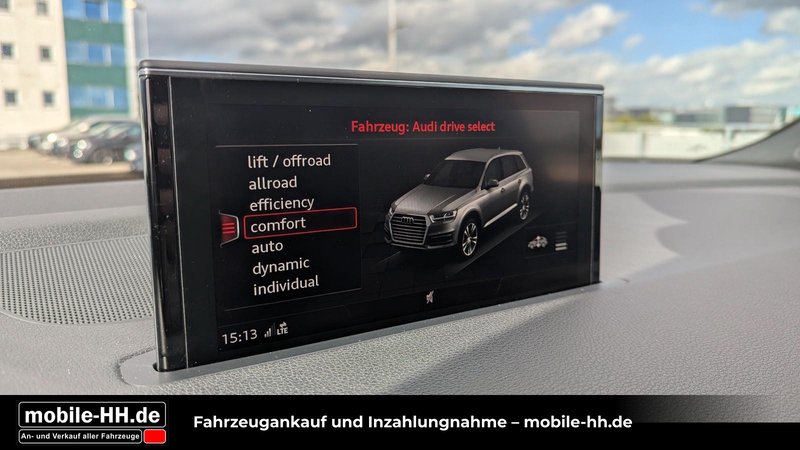 Fahrzeug: Audi drive select
lift / offroad
allroad
efficiency
comfort
auto
dynamic
individual
15:13
LTE
mobile-HH.de
An- und Verkauf aller Fahrzeuge
Fahrzeugankauf und Inzahlungnahme – mobile-hh.de